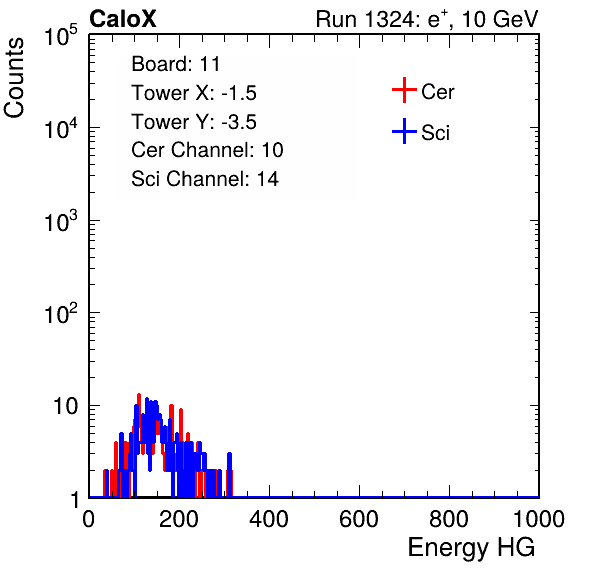 CaloX Run 1324: e⁺, 10 GeV
Counts
Board: 11
Tower X: -1.5
Tower Y: -3.5
Cer Channel: 10
Sci Channel: 14
Cer
Sci
10⁵
10⁴
10³
10²
10
1
0 200 400 600 800 1000
Energy HG